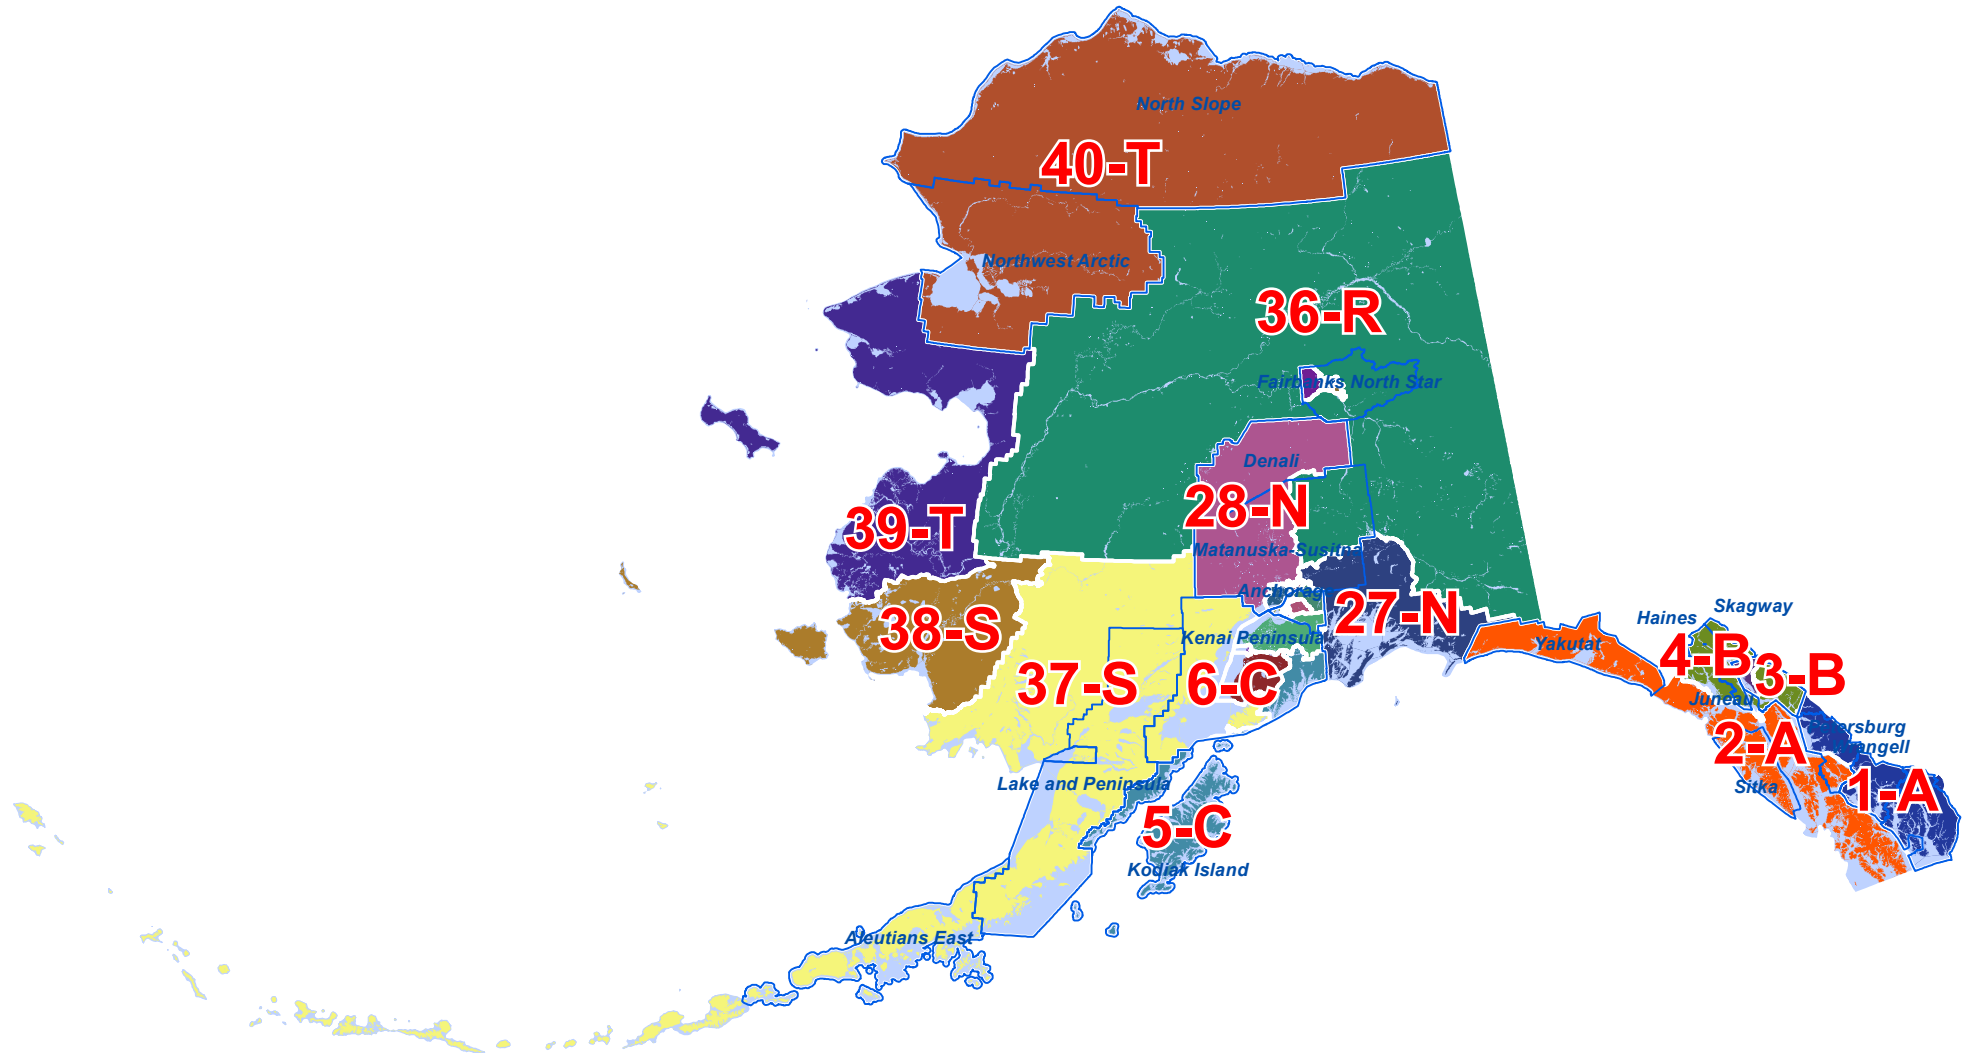 North Slope
40-T
Northwest Arctic
36-R
Fairbanks North Star
Denali
28-N
39-T
Matanuska-Susitna
Anchorage
27-N
Haines
Skagway
38-S
Kenai Peninsula
Yakutat
4-B
3-B
37-S
6-C
Juneau
2-A
Lake and Peninsula
Sitka
1-A
5-C
Kodiak Island
Aleutians East